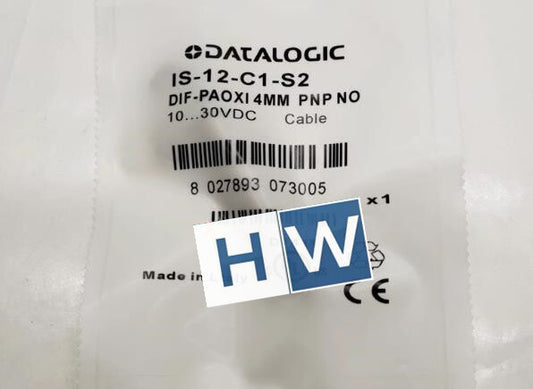 DATALOGIC
IS-12-C1-S2
DIF-PAOXI 4MM PNP NO
10...30VDC Cable
8 027893 073005
x1
HW
Made in
CE